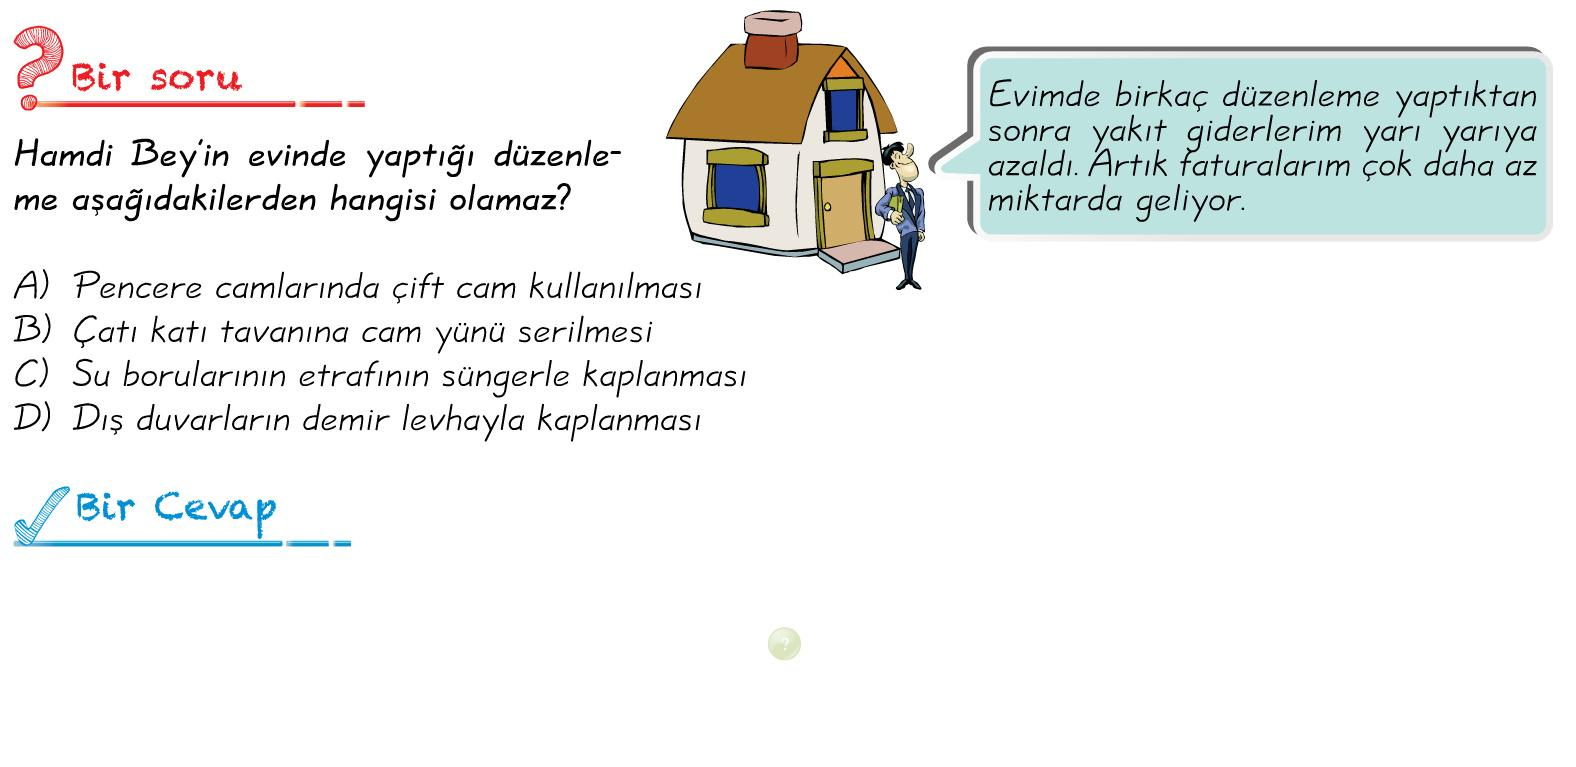 Bir soru
Hamdi Bey'in evinde yaptığı düzenle-
me aşağıdakilerden hangisi olamaz?
Evimde birkaç düzenleme yaptıktan
sonra yakıt giderlerim yarı yarıya
azaldı. Artık faturalarım çok daha az
miktarda geliyor.
A) Pencere camlarında çift cam kullanılması
B) Çatı katı tavanına cam yünü serilmesi
C) Su borularının etrafının süngerle kaplanması
D) Dış duvarların demir levhayla kaplanması
Bir Cevap
?